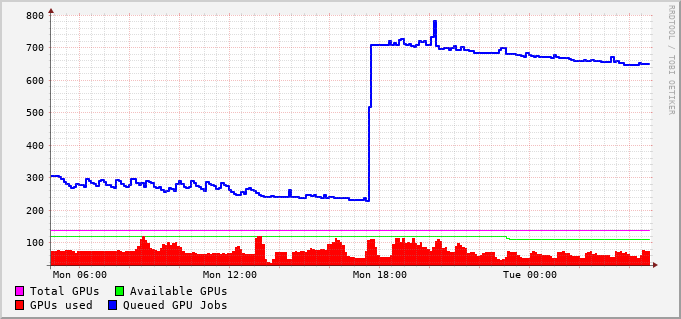 800
700
600
500
400
300
200
100
Mon 06:00 Mon 12:00 Mon 18:00 Tue 00:00
Total GPUs Available GPUs
GPUs used Queued GPU Jobs
RRDTOOL / TOBI OETIKER